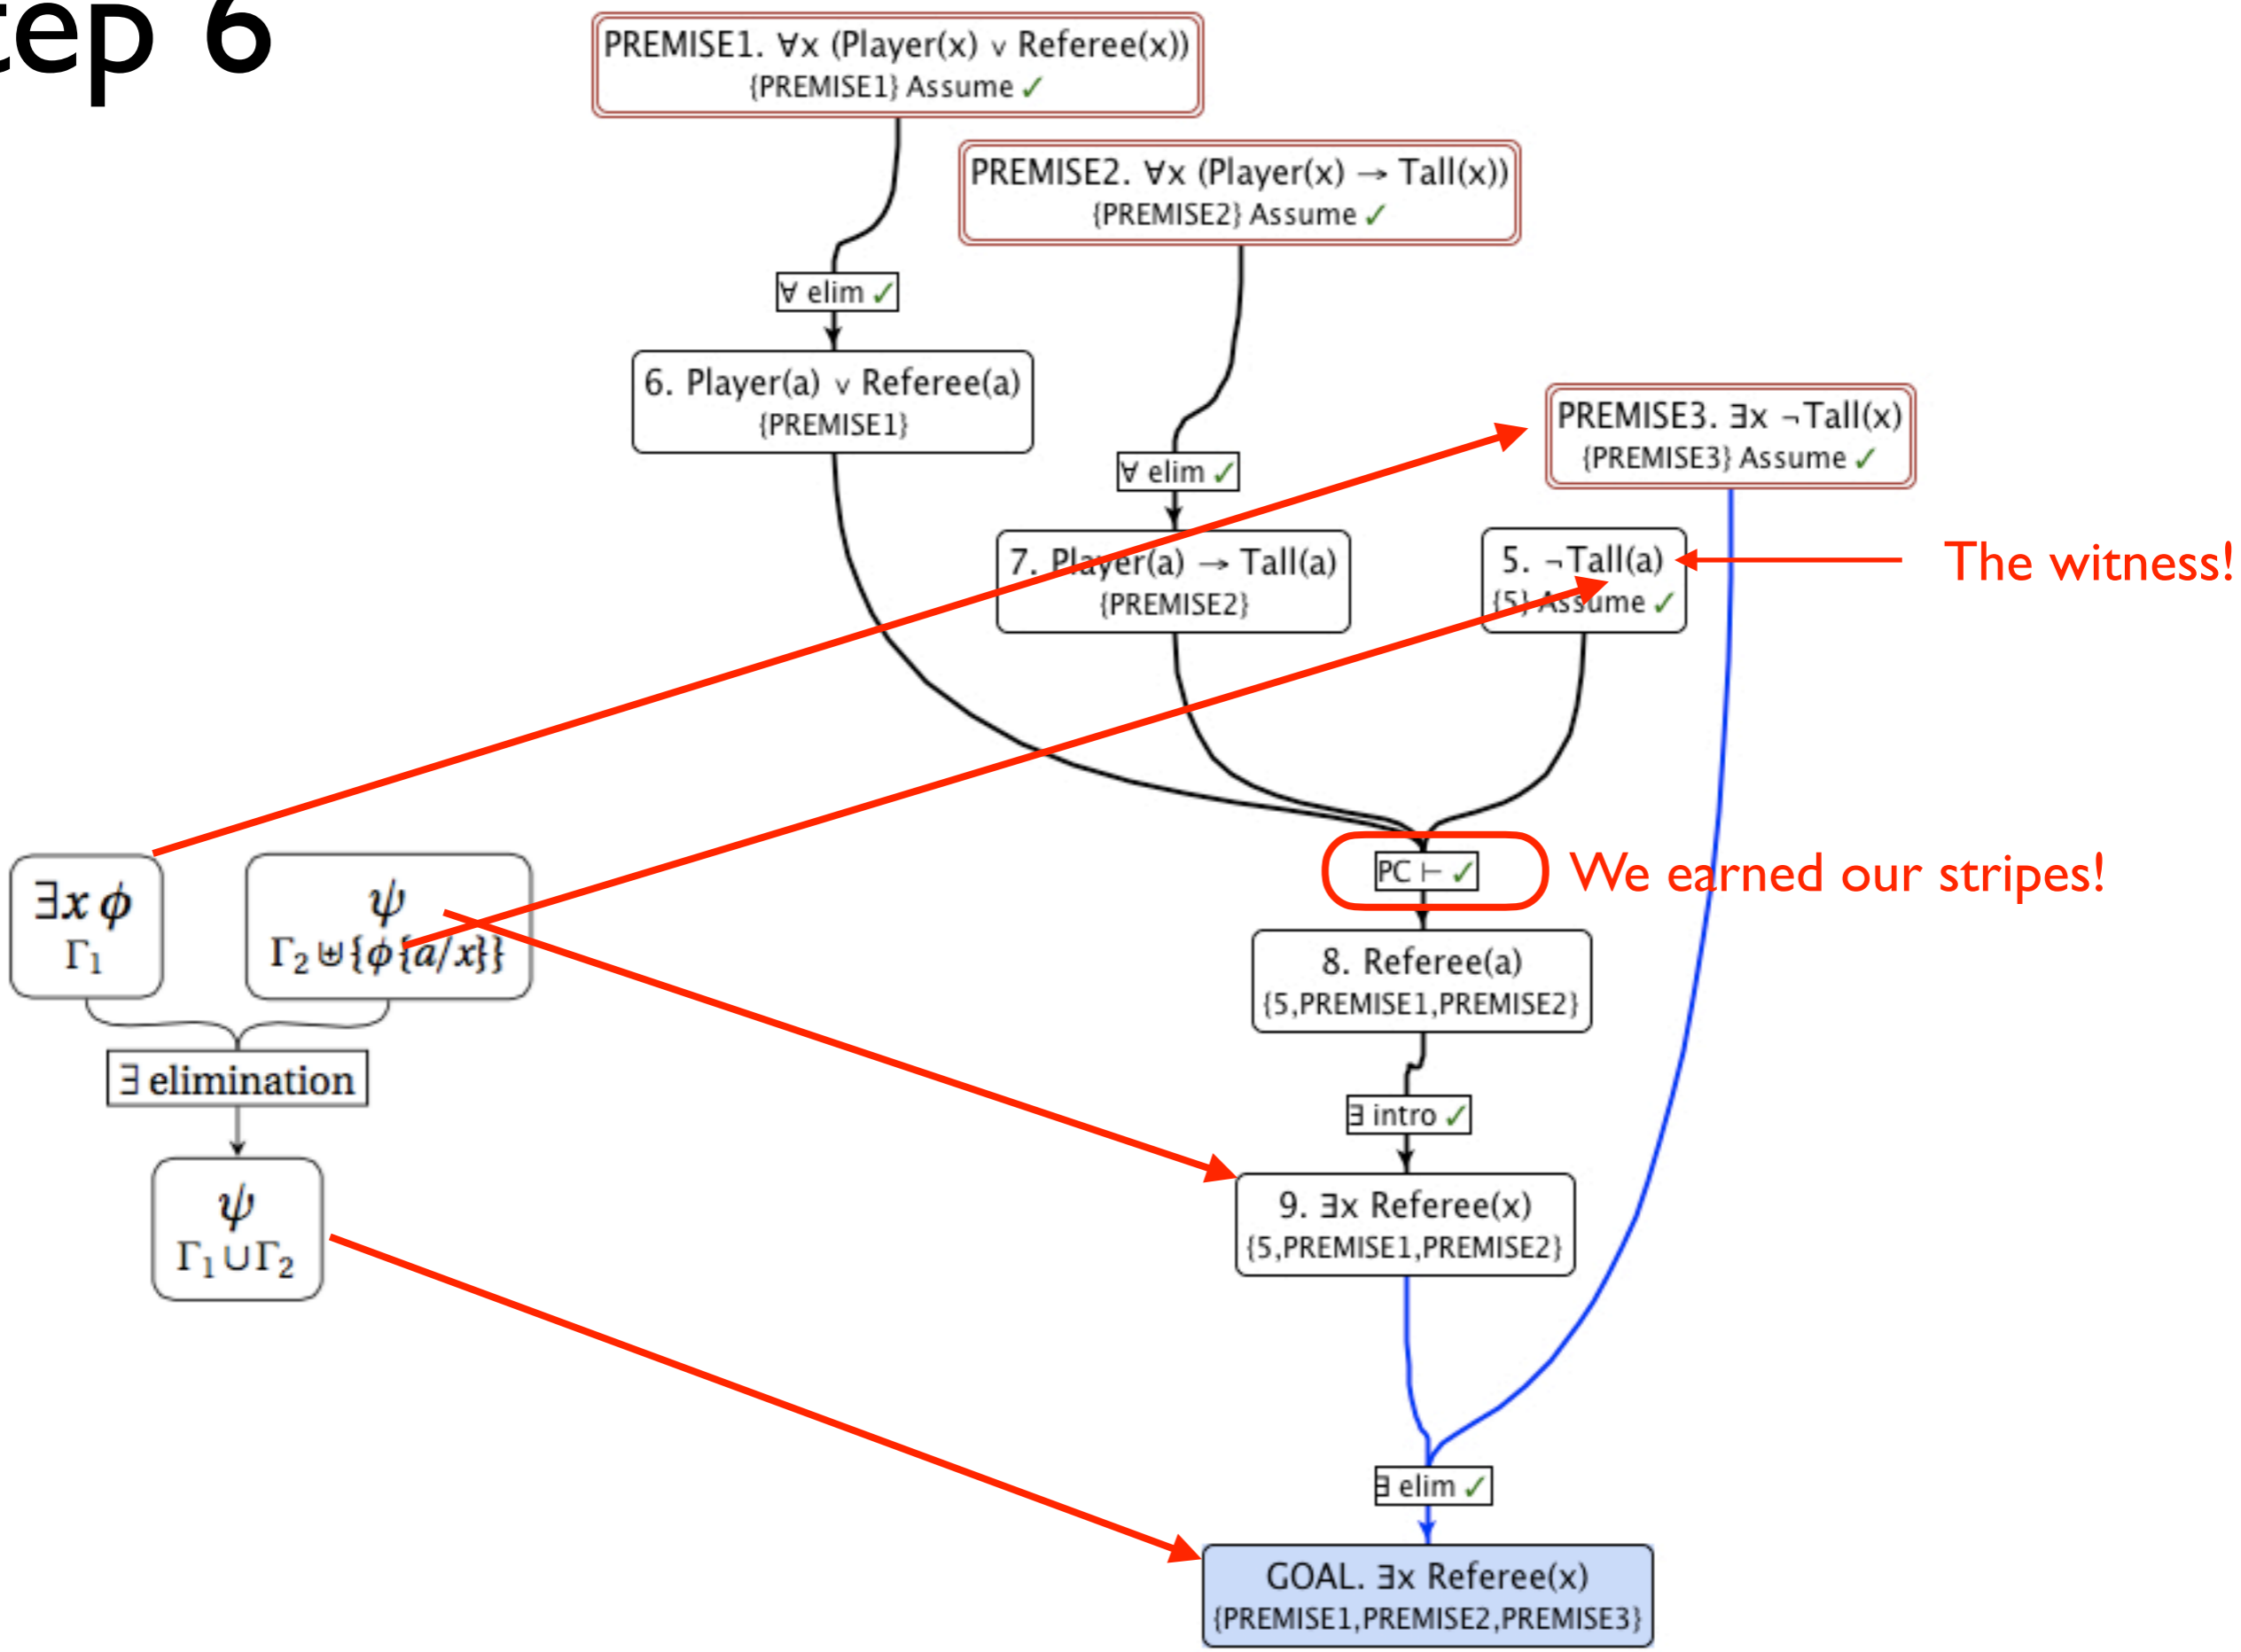 tep 6
PREMISE1. ∀x (Player(x) ∨ Referee(x))
{PREMISE1} Assume ✓
PREMISE2. ∀x (Player(x) → Tall(x))
{PREMISE2} Assume ✓
∀ elim ✓
6. Player(a) ∨ Referee(a)
{PREMISE1}
PREMISE3. ∃x ¬Tall(x)
{PREMISE3} Assume ✓
∀ elim ✓
7. Player(a) → Tall(a)
{PREMISE2}
5. ¬Tall(a)
{5} Assume ✓
The witness!
PC ⊢ ✓
We earned our stripes!
∃x ϕ
Γ₁
ψ
Γ₂ ⊎ {ϕ{a/x}}
8. Referee(a)
{5,PREMISE1,PREMISE2}
∃ elimination
∃ intro ✓
ψ
Γ₁ ∪ Γ₂
9. ∃x Referee(x)
{5,PREMISE1,PREMISE2}
∃ elim ✓
GOAL. ∃x Referee(x)
{PREMISE1,PREMISE2,PREMISE3}